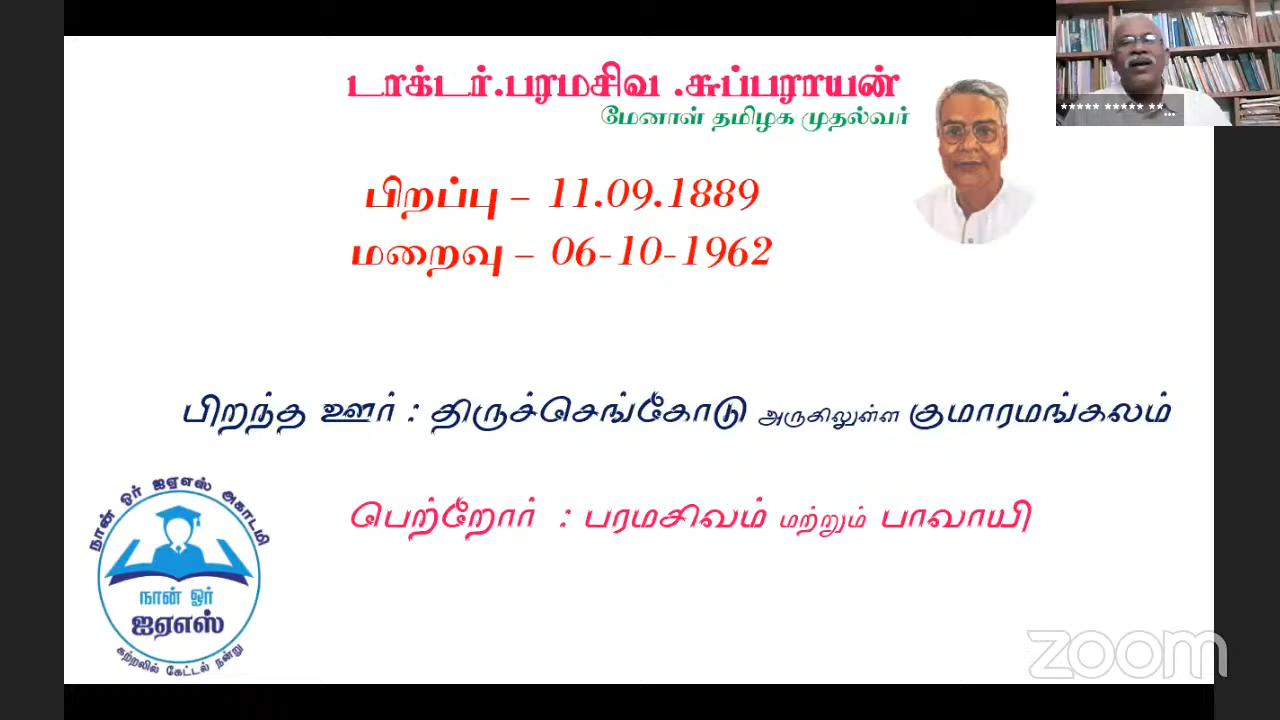 டாக்டர்.பரமசிவ .சுப்பராயன்
மேனாள் தமிழக முதல்வர்
***** ***** ** ...
பிறப்பு – 11.09.1889
மறைவு – 06-10-1962
பிறந்த ஊர் : திருச்செங்கோடு அருகிலுள்ள குமாரமங்கலம்
பெற்றோர் : பரமசிவம் மற்றும் பாவாயி
நான் ஓர் ஐஏஎஸ் அகாடமி
நான் ஓர்
ஐஏஎஸ்
கற்றலில் கேட்டல் நன்று
zoom